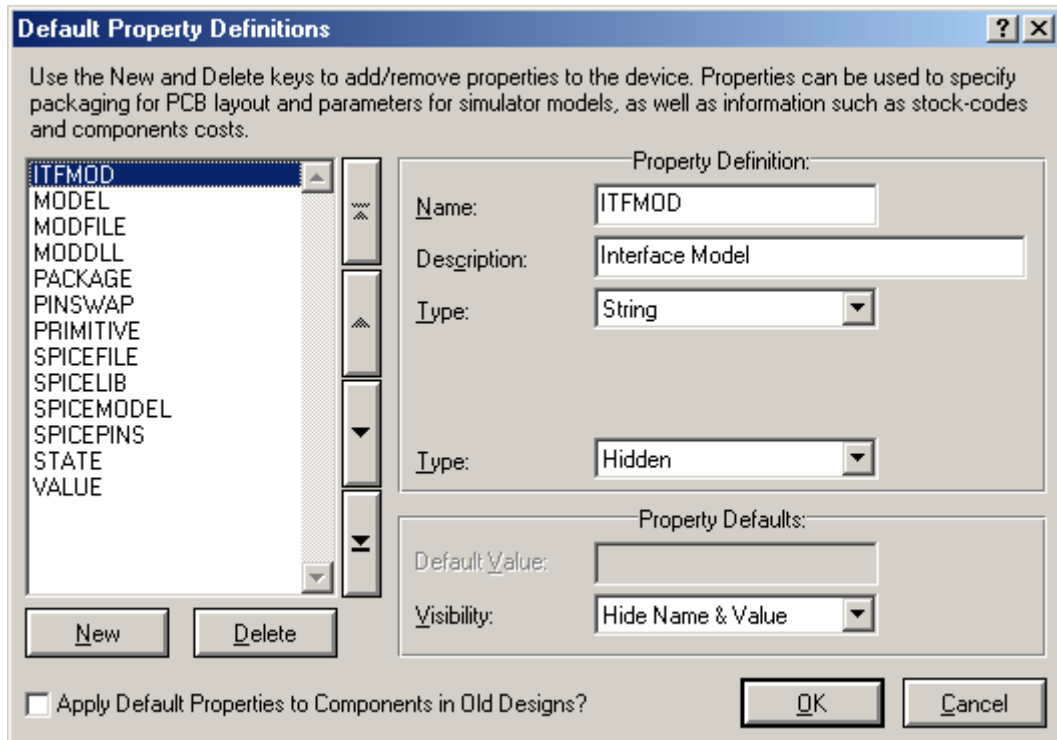 Default Property Definitions
Use the New and Delete keys to add/remove properties to the device. Properties can be used to specify
packaging for PCB layout and parameters for simulator models, as well as information such as stock-codes
and components costs.
ITFMOD
MODEL
MODFILE
MODDLL
PACKAGE
PINSWAP
PRIMITIVE
SPICEFILE
SPICELIB
SPICEMODEL
SPICEPINS
STATE
VALUE
New
Delete
Property Definition:
Name: ITFMOD
Description: Interface Model
Type: String
Type: Hidden
Property Defaults:
Default Value:
Visibility: Hide Name & Value
Apply Default Properties to Components in Old Designs?
OK
Cancel